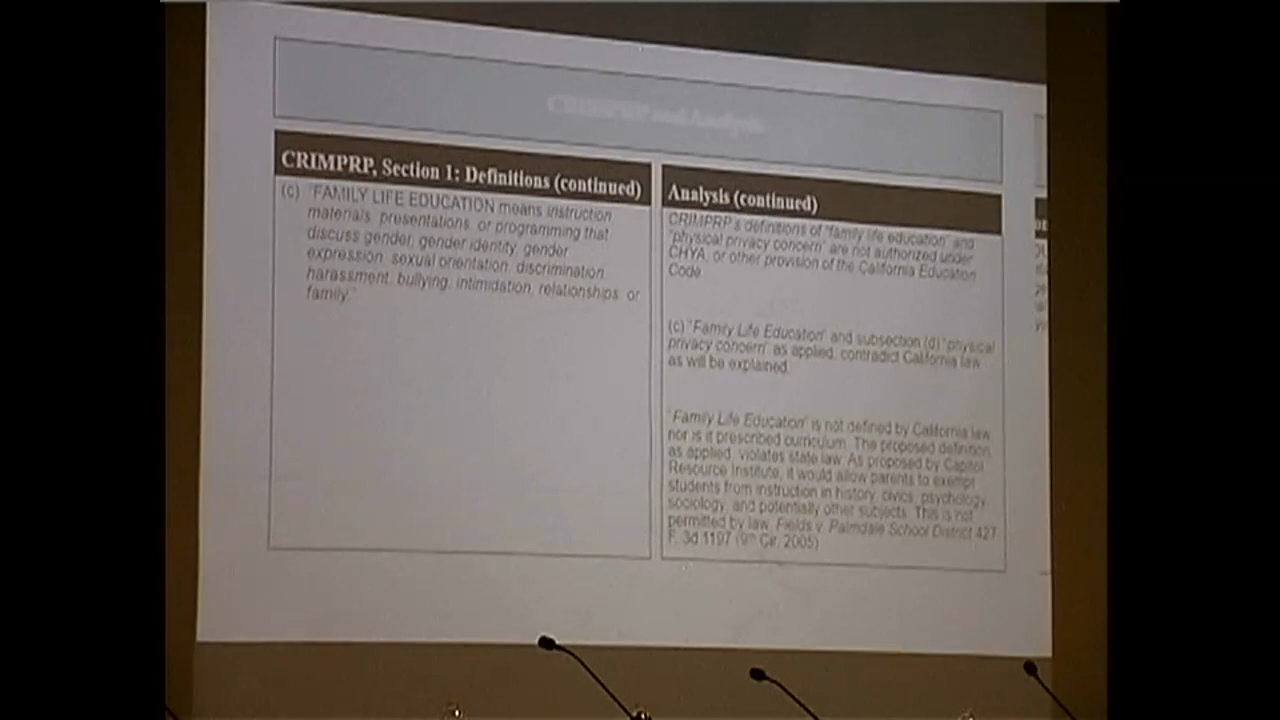 CRIMPRP and Analysis
CRIMPRP, Section 1: Definitions (continued)
(c) "FAMILY LIFE EDUCATION means instruction
materials, presentations, or programming that
discuss gender, gender identity, gender
expression, sexual orientation, discrimination,
harassment, bullying, intimidation, relationships, or
family."
Analysis (continued)
CRIMPRP's definitions of "family life education" and
"physical privacy concern" are not authorized under
CHYA, or other provision of the California Education
Code.
(c) "Family Life Education" and subsection (d) "physical
privacy concern" as applied, contradict California law
as will be explained.
"Family Life Education" is not defined by California law
nor is it prescribed curriculum. The proposed definition
as applied, violates state law. As proposed by Capitol
Resource Institute, it would allow parents to exempt
students from instruction in history, civics, psychology,
sociology, and potentially other subjects. This is not
permitted by law. Fields v. Palmdale School District 427
F. 3d 1197 (9th Cir. 2005)